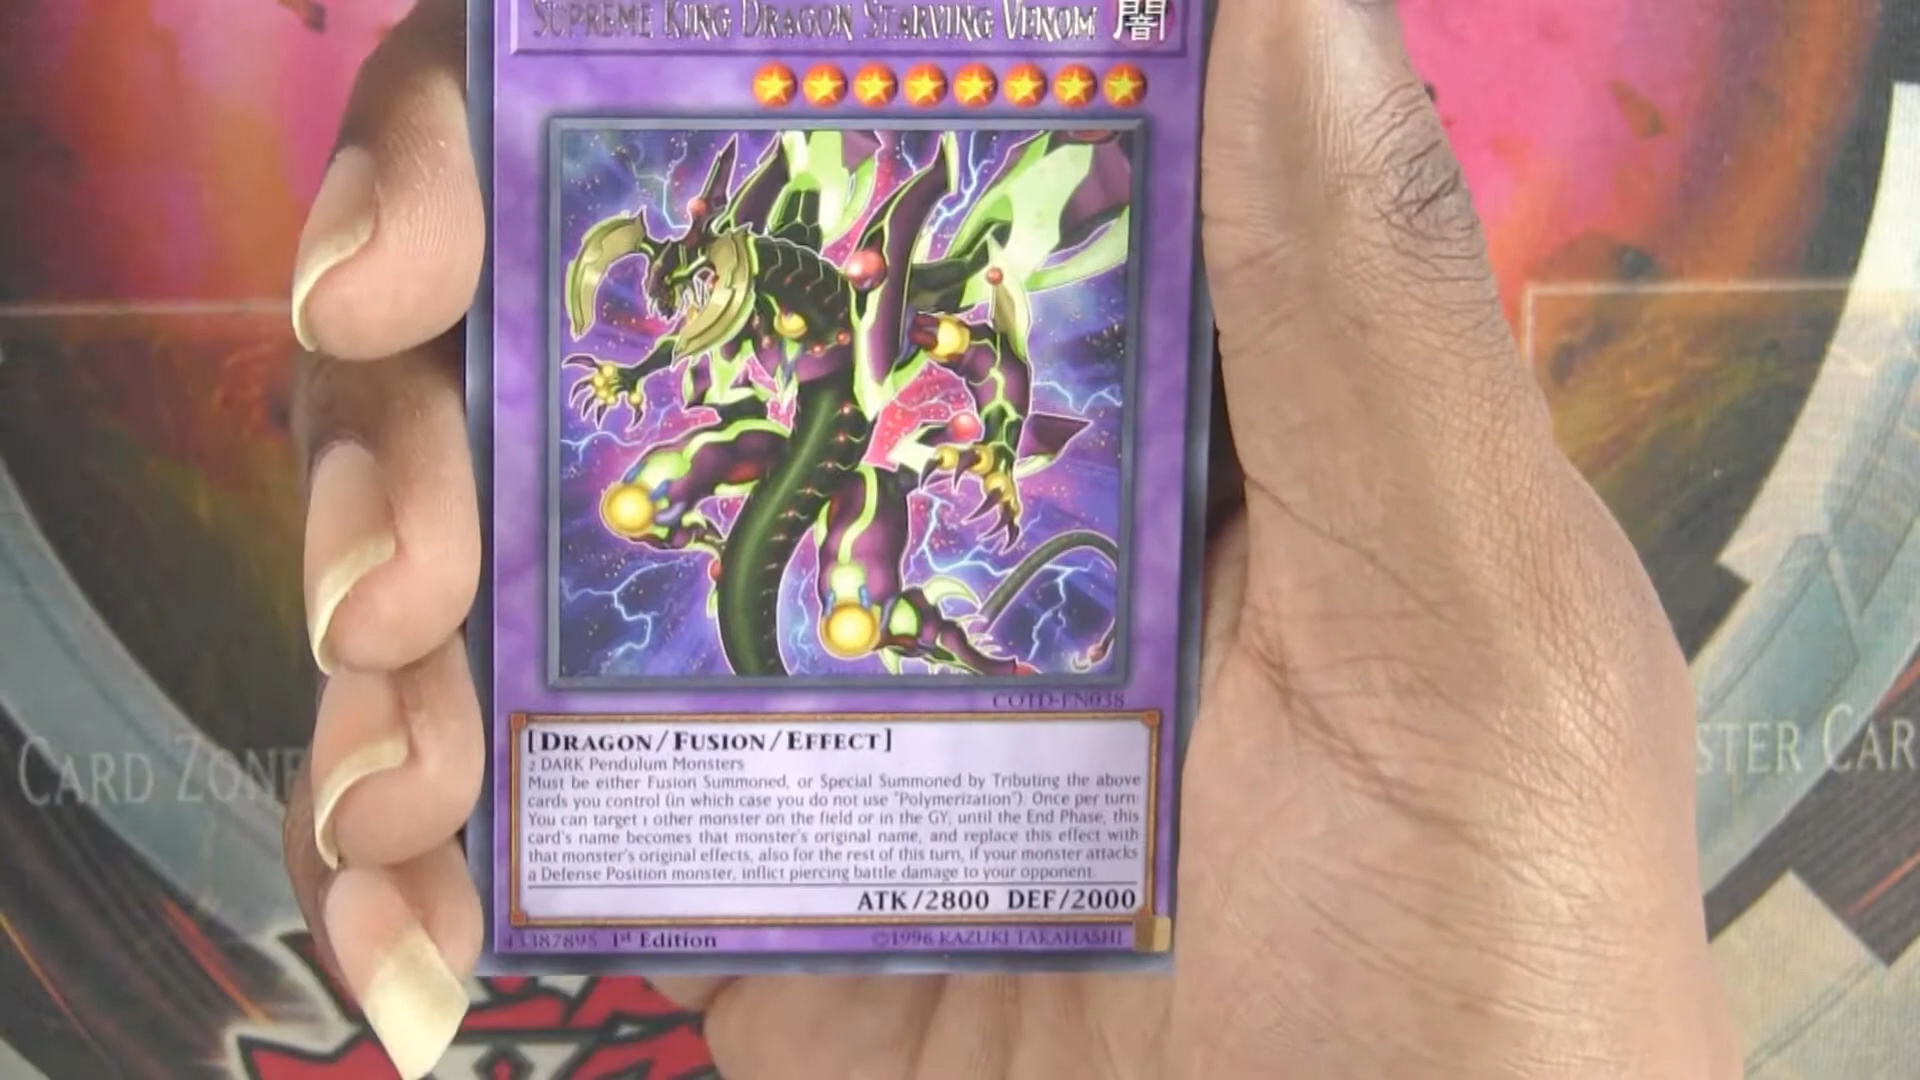 Supreme King Dragon Starving Venom 闇
COTD-EN038
[Dragon/Fusion/Effect]
2 DARK Pendulum Monsters
Must be either Fusion Summoned, or Special Summoned by Tributing the above
cards you control (in which case you do not use "Polymerization"). Once per turn:
You can target 1 other monster on the field or in the GY; until the End Phase, this
card's name becomes that monster's original name, and replace this effect with
that monster's original effects, also for the rest of this turn, if your monster attacks
a Defense Position monster, inflict piercing battle damage to your opponent.
ATK/2800 DEF/2000
43387895 1st Edition ©1996 KAZUKI TAKAHASHI
Card Zone
ster Car